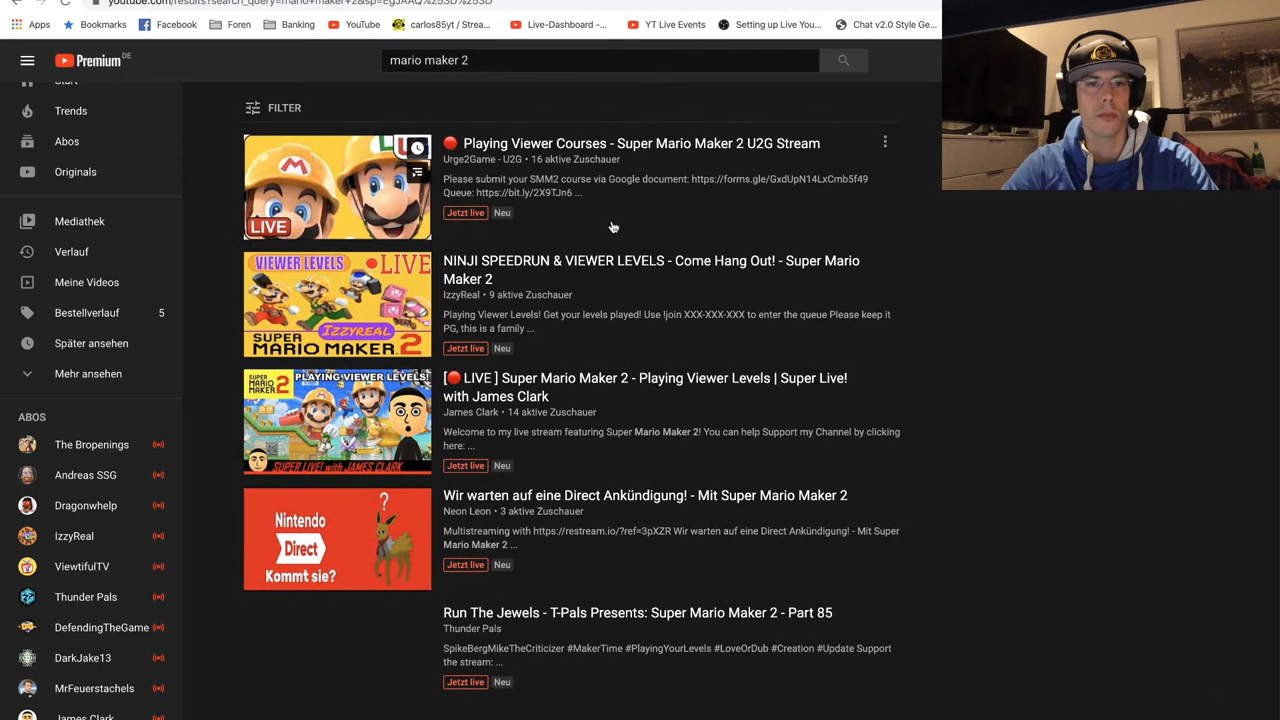 Apps Bookmarks Facebook Foren Banking YouTube carlos85yt / Strea... Live-Dashboard -... YT Live Events Setting up Live You... Chat v2.0 Style Ge...
Premium DE
mario maker 2
Trends
Abos
Originals
Mediathek
Verlauf
Meine Videos
Bestellverlauf 5
Später ansehen
Mehr ansehen
ABOS
The Bropenings
Andreas SSG
Dragonwhelp
IzzyReal
ViewtifulTV
Thunder Pals
DefendingTheGame
DarkJake13
MrFeuerstachels
James Clark
FILTER
LIVE
Playing Viewer Courses - Super Mario Maker 2 U2G Stream
Urge2Game - U2G • 16 aktive Zuschauer
Please submit your SMM2 course via Google document: https://forms.gle/GxdUpN14LxCmb5f49
Queue: https://bit.ly/2X9TJn6 ...
Jetzt live Neu
VIEWER LEVELS LIVE
IZZYREAL
SUPER
MARIO MAKER 2
NINJI SPEEDRUN & VIEWER LEVELS - Come Hang Out! - Super Mario
Maker 2
IzzyReal • 9 aktive Zuschauer
Playing Viewer Levels! Get your levels played! Use !join XXX-XXX-XXX to enter the queue Please keep it
PG, this is a family ...
Jetzt live Neu
SUPER MARIO MAKER 2 PLAYING VIEWER LEVELS!
SUPER LIVE! with JAMES CLARK
[🔴 LIVE ] Super Mario Maker 2 - Playing Viewer Levels | Super Live!
with James Clark
James Clark • 14 aktive Zuschauer
Welcome to my live stream featuring Super Mario Maker 2! You can help Support my Channel by clicking
here: ...
Jetzt live Neu
?
Nintendo
Direct
Kommt sie?
Wir warten auf eine Direct Ankündigung! - Mit Super Mario Maker 2
Neon Leon • 3 aktive Zuschauer
Multistreaming with https://restream.io/?ref=3pXZR Wir warten auf eine Direct Ankündigung! - Mit Super
Mario Maker 2 ...
Jetzt live Neu
Run The Jewels - T-Pals Presents: Super Mario Maker 2 - Part 85
Thunder Pals
SpikeBergMikeTheCriticizer #MakerTime #PlayingYourLevels #LoveOrDub #Creation #Update Support
the stream: ...
Jetzt live Neu